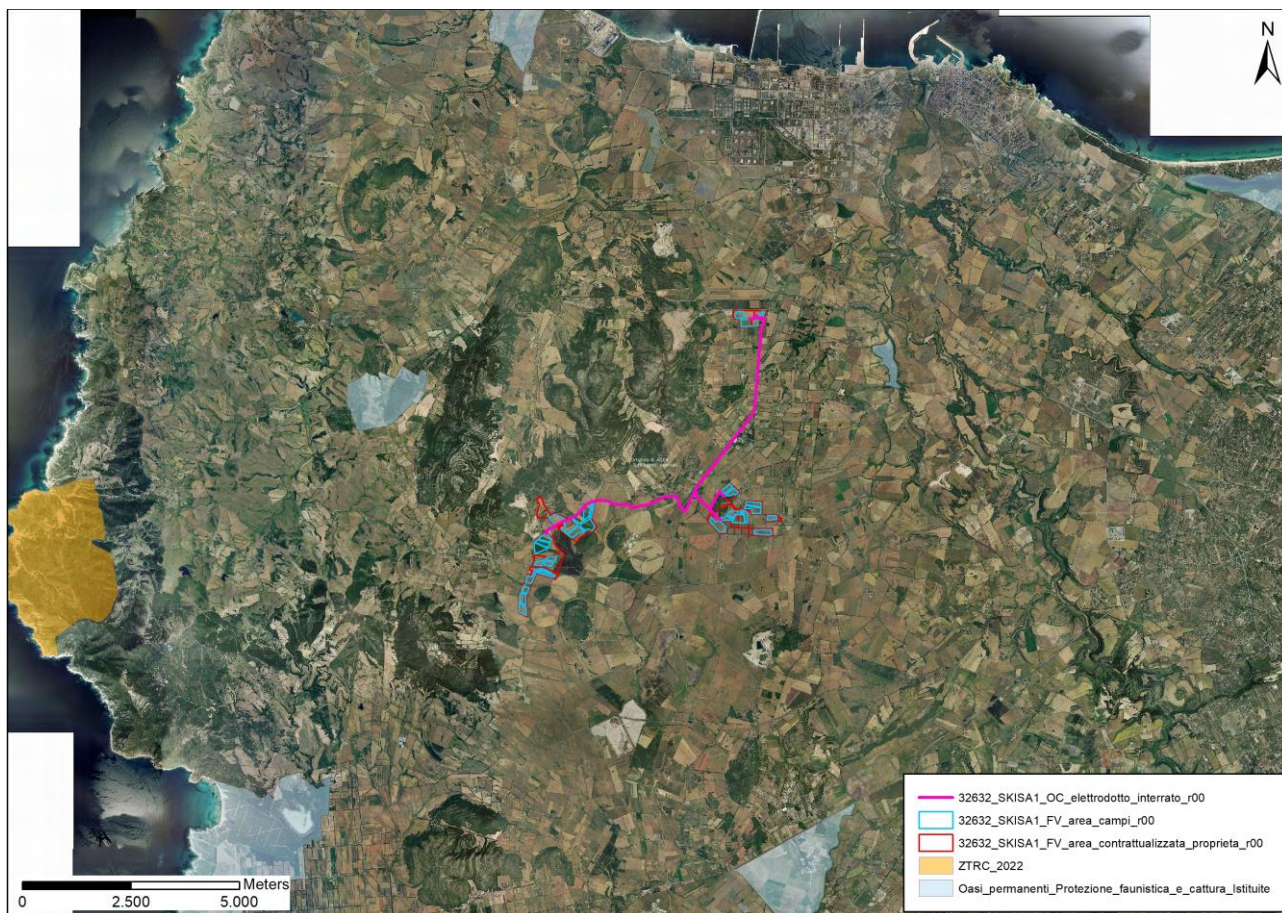 N
32632_SKISA1_OC_elettrodotto_interrato_r00
32632_SKISA1_FV_area_campi_r00
32632_SKISA1_FV_area_contrattualizzata_proprieta_r00
ZTRC_2022
Oasi_permanenti_Protezione_faunistica_e_cattura_Istituite
Meters
0 2.500 5.000